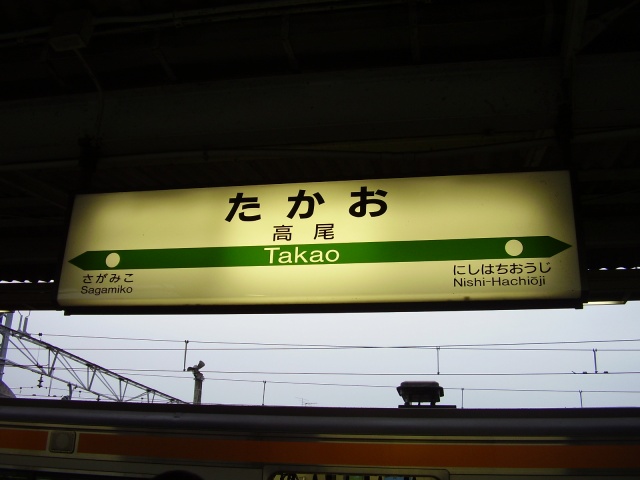 たかお
高尾
Takao
さがみこ
Sagamiko
にしはちおうじ
Nishi-Hachiōji